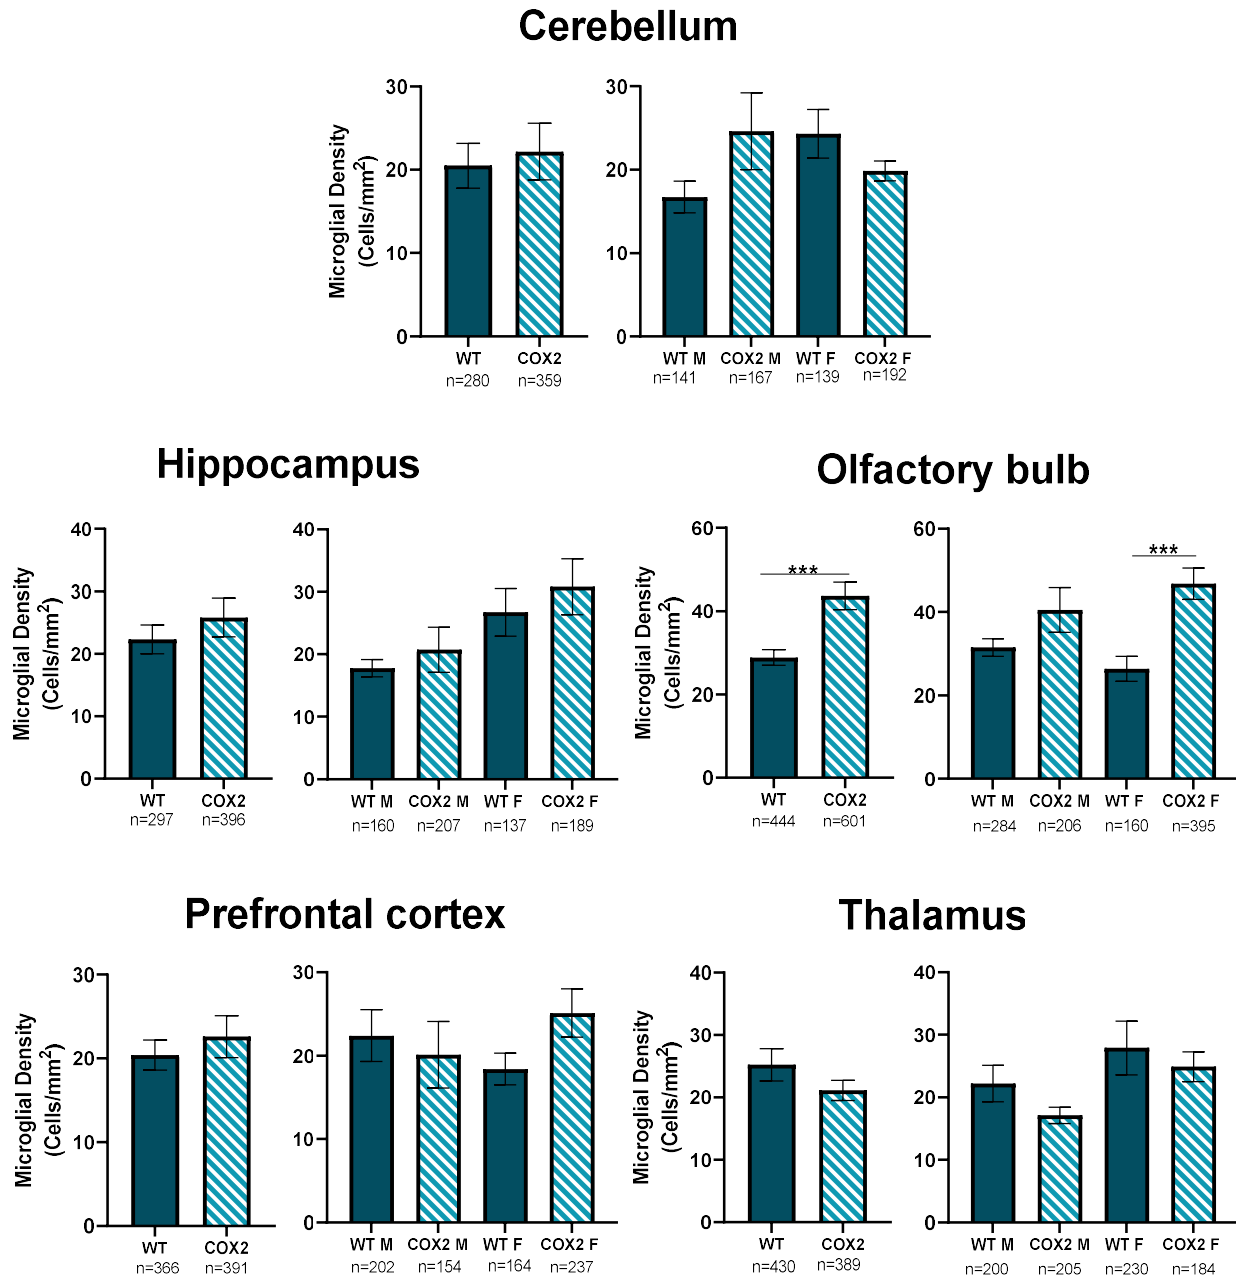 Cerebellum
Microglial Density
(Cells/mm²)
30
20
10
0
WT COX2
n=280 n=359
30
20
10
0
WT M COX2 M WT F COX2 F
n=141 n=167 n=139 n=192
Hippocampus
Microglial Density
(Cells/mm²)
40
30
20
10
0
WT COX2
n=297 n=396
40
30
20
10
0
WT M COX2 M WT F COX2 F
n=160 n=207 n=137 n=189
Olfactory bulb
Microglial Density
(Cells/mm²)
60
40
20
0
***
WT COX2
n=444 n=601
60
40
20
0
***
WT M COX2 M WT F COX2 F
n=284 n=206 n=160 n=395
Prefrontal cortex
Microglial Density
(Cells/mm²)
30
20
10
0
WT COX2
n=366 n=391
30
20
10
0
WT M COX2 M WT F COX2 F
n=202 n=154 n=164 n=237
Thalamus
Microglial Density
(Cells/mm²)
40
30
20
10
0
WT COX2
n=430 n=389
40
30
20
10
0
WT M COX2 M WT F COX2 F
n=200 n=205 n=230 n=184